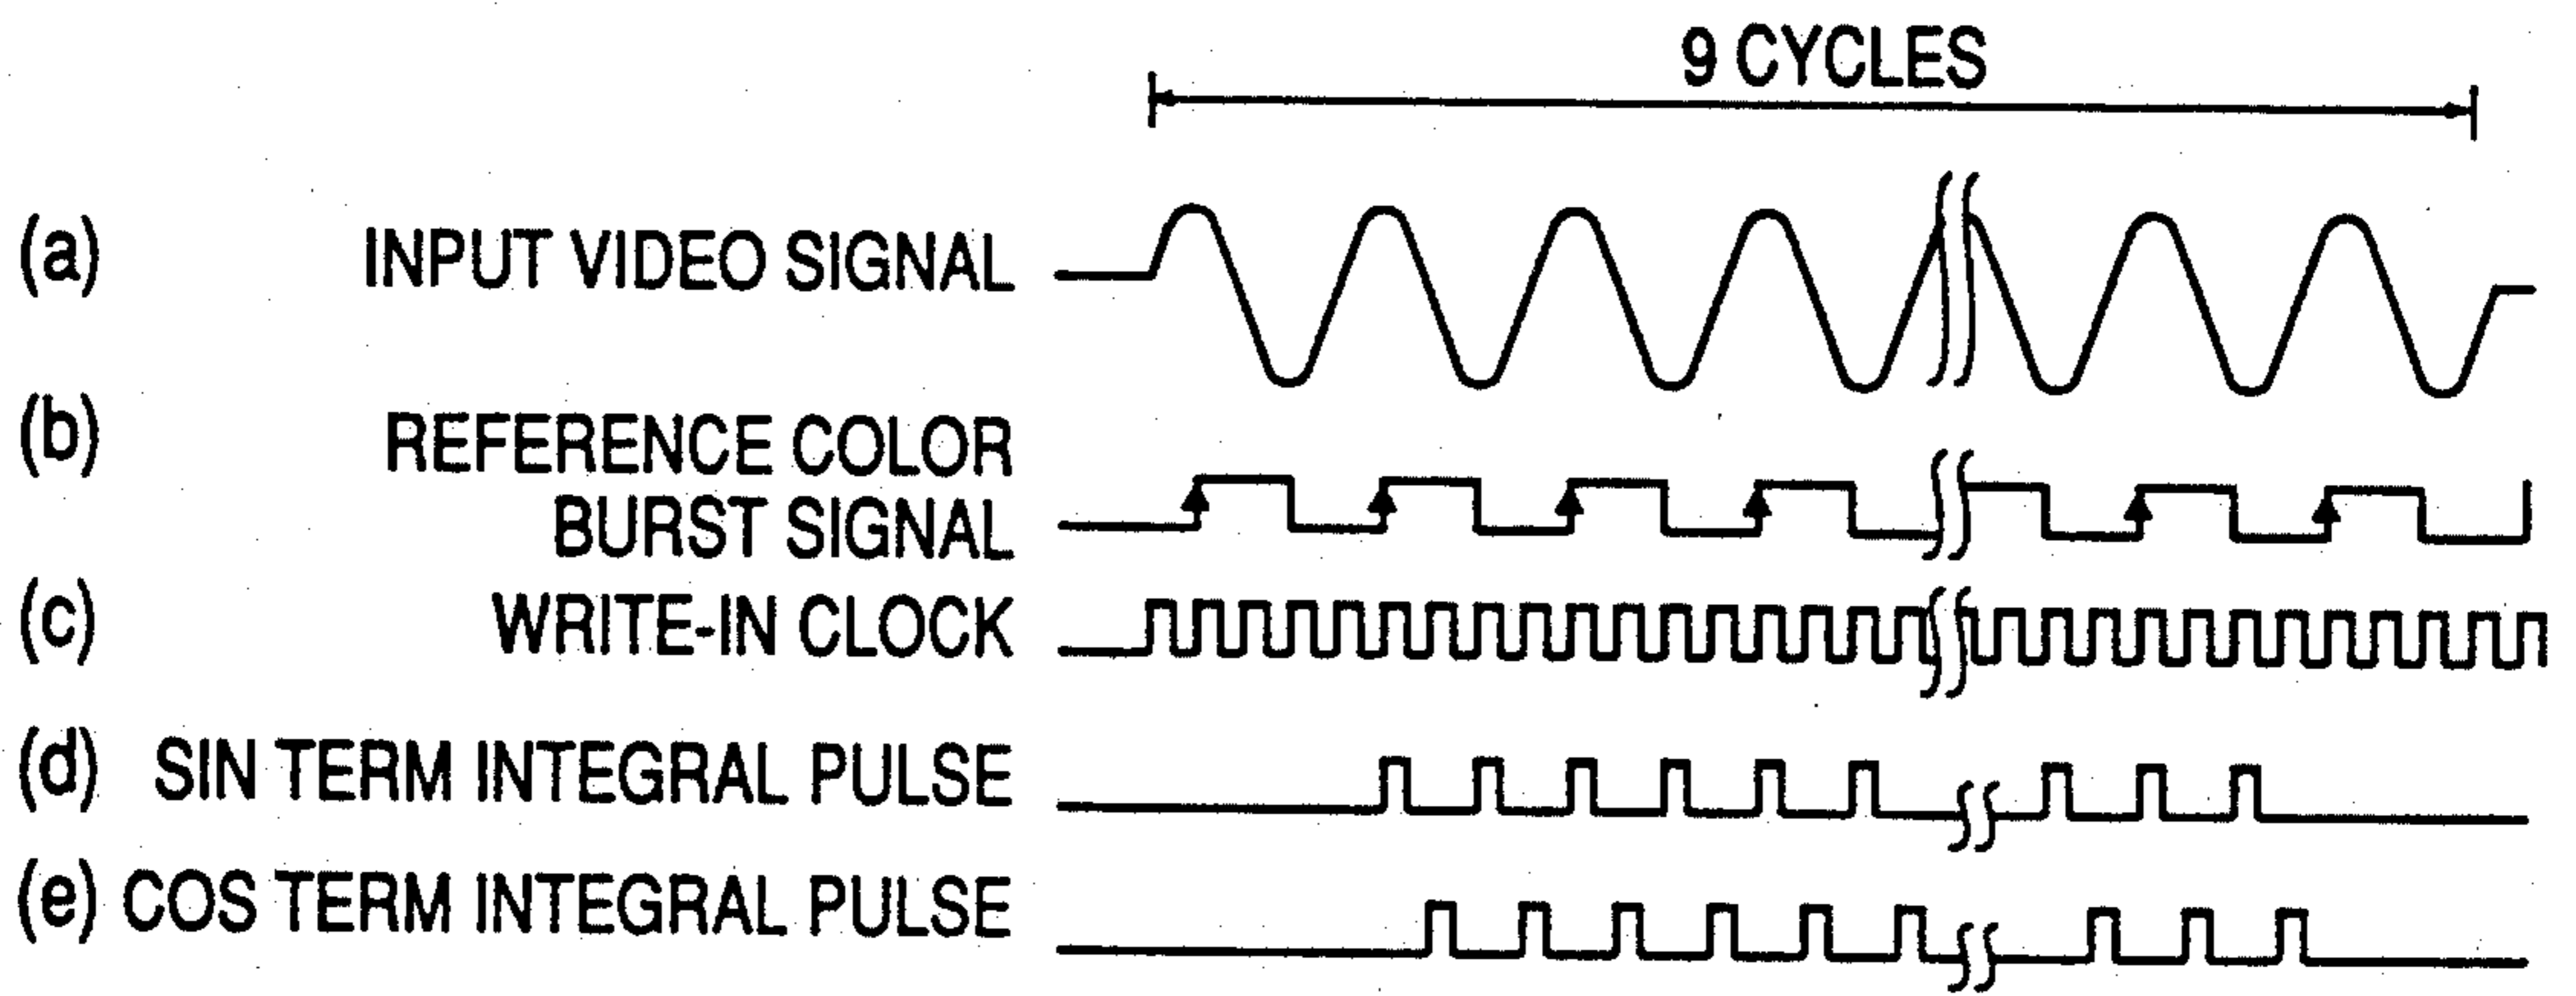 9 CYCLES
(a) INPUT VIDEO SIGNAL
(b) REFERENCE COLOR
BURST SIGNAL
(c) WRITE-IN CLOCK
(d) SIN TERM INTEGRAL PULSE
(e) COS TERM INTEGRAL PULSE